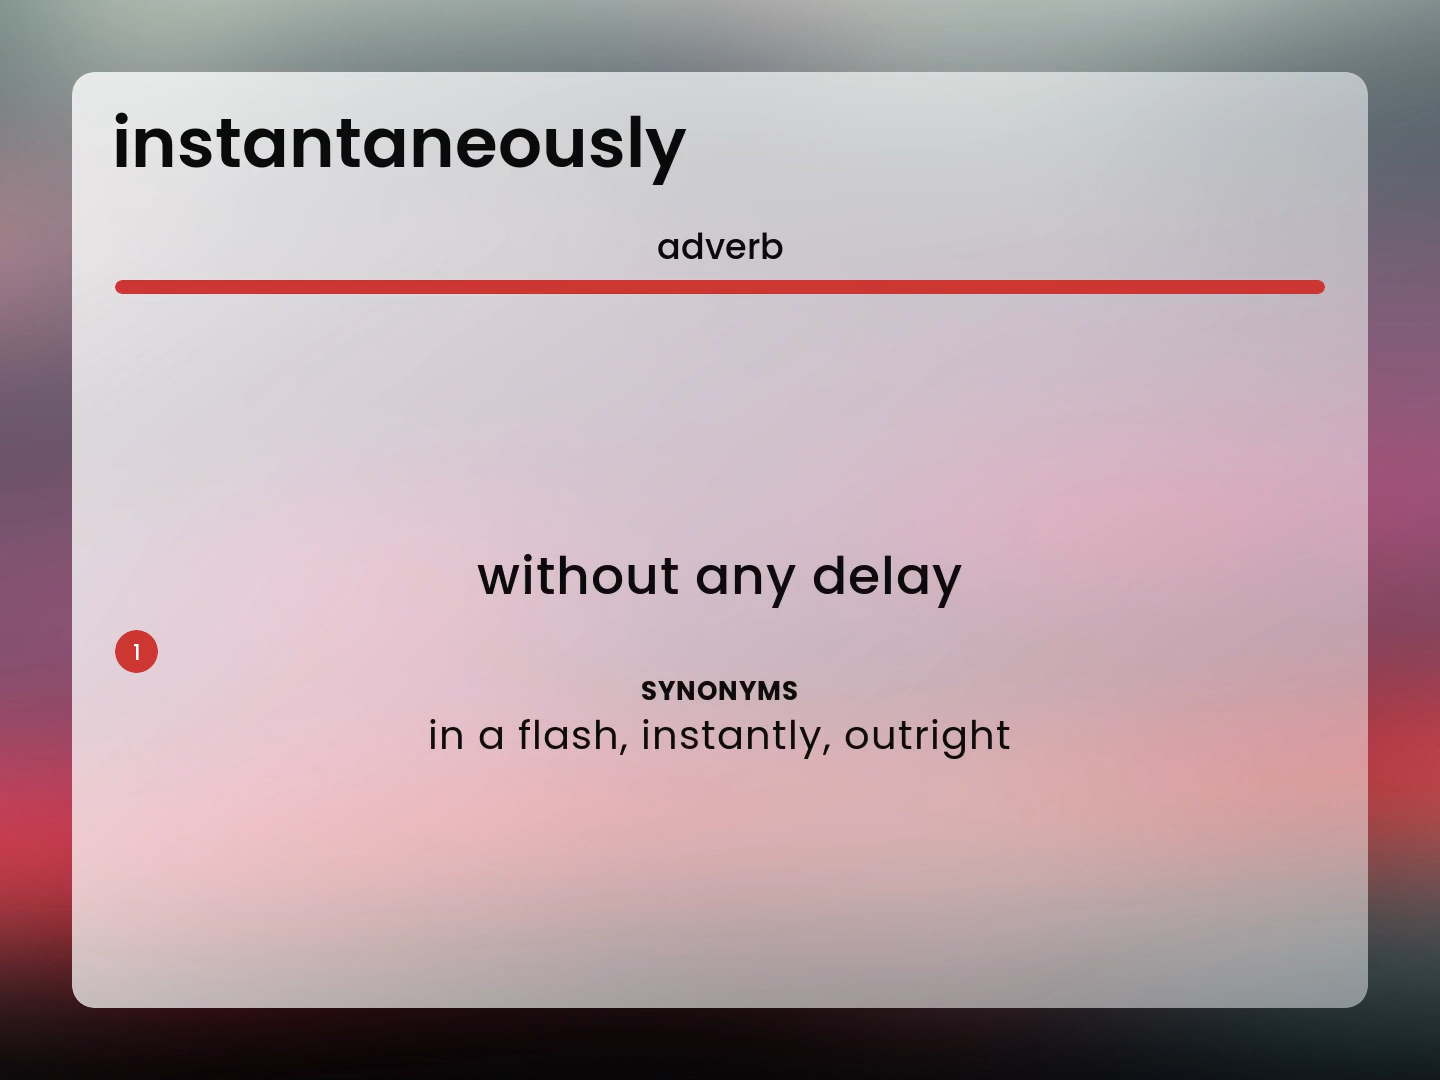 instantaneously
adverb
without any delay
1
SYNONYMS
in a flash, instantly, outright